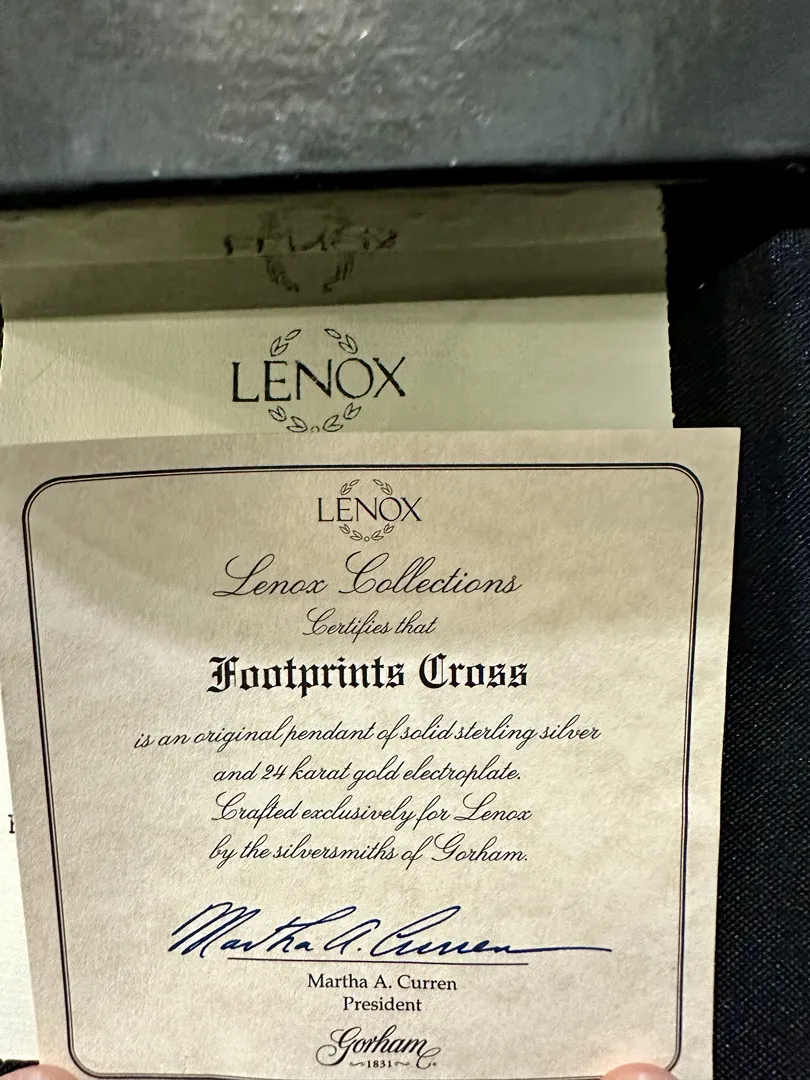 LENOX
LENOX
Lenox Collections
Certifies that
Footprints Cross
is an original pendant of solid sterling silver
and 24 karat gold electroplate.
Crafted exclusively for Lenox
by the silversmiths of Gorham.
Martha A. Curren
Martha A. Curren
President
Gorham
1831